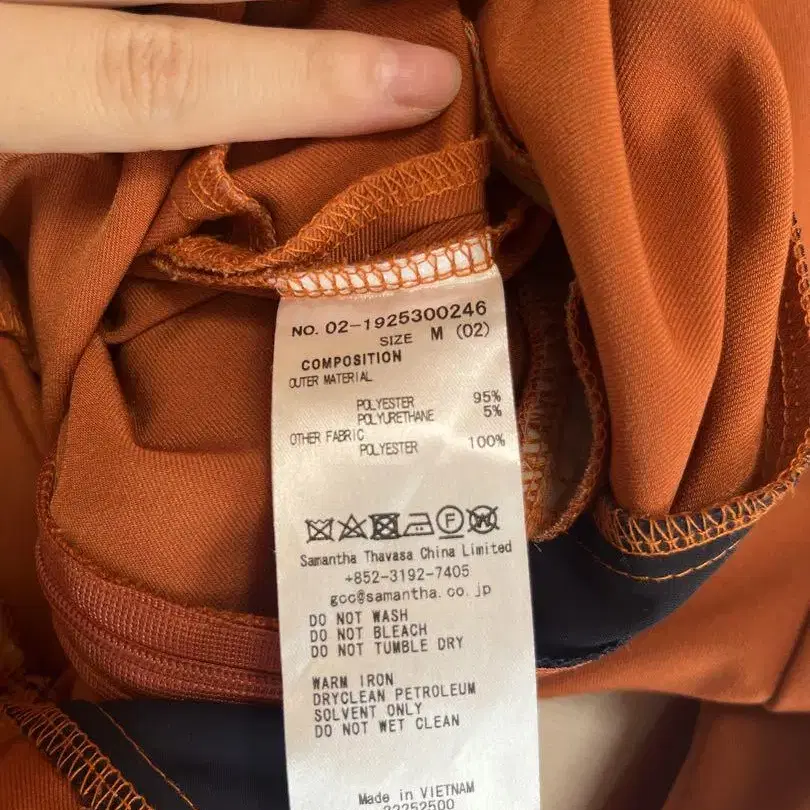 NO. 02-1925300246
SIZE M (02)
COMPOSITION
OUTER MATERIAL
POLYESTER 95%
POLYURETHANE 5%
OTHER FABRIC
POLYESTER 100%
F W
Samantha Thavasa China Limited
+852-3192-7405
gcc@samantha.co.jp
DO NOT WASH
DO NOT BLEACH
DO NOT TUMBLE DRY
WARM IRON
DRYCLEAN PETROLEUM
SOLVENT ONLY
DO NOT WET CLEAN
Made in VIETNAM
22252500